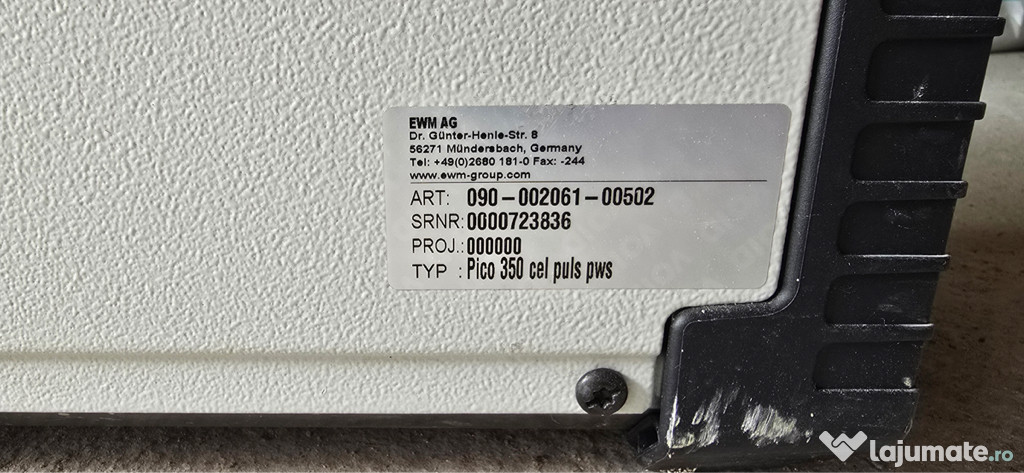 EWM AG
Dr. Günter-Henle-Str. 8
56271 Mündersbach, Germany
Tel: +49(0)2680 181-0 Fax: -244
www.ewm-group.com
ART: 090-002061-00502
SRNR: 0000723836
PROJ.: 000000
TYP : Pico 350 cel puls pws
lajumate.ro